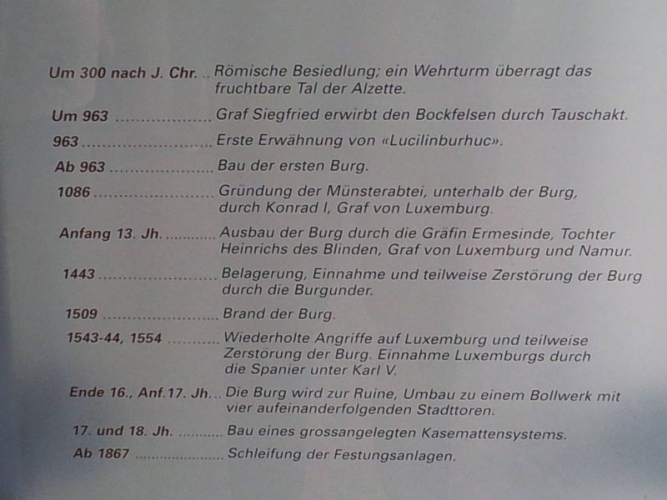 Um 300 nach J. Chr. .. Römische Besiedlung; ein Wehrturm überragt das
fruchtbare Tal der Alzette.
Um 963 ................... Graf Siegfried erwirbt den Bockfelsen durch Tauschakt.
963 .......................... Erste Erwähnung von «Lucilinburhuc».
Ab 963 .................... Bau der ersten Burg.
1086 ........................ Gründung der Münsterabtei, unterhalb der Burg,
durch Konrad I, Graf von Luxemburg.
Anfang 13. Jh. ............ Ausbau der Burg durch die Gräfin Ermesinde, Tochter
Heinrichs des Blinden, Graf von Luxemburg und Namur.
1443 ........................ Belagerung, Einnahme und teilweise Zerstörung der Burg
durch die Burgunder.
1509 ....................... Brand der Burg.
1543-44, 1554 ........... Wiederholte Angriffe auf Luxemburg und teilweise
Zerstörung der Burg. Einnahme Luxemburgs durch
die Spanier unter Karl V.
Ende 16., Anf.17. Jh. .. Die Burg wird zur Ruine, Umbau zu einem Bollwerk mit
vier aufeinanderfolgenden Stadttoren.
17. und 18. Jh. .......... Bau eines grossangelegten Kasemattensystems.
Ab 1867 .................... Schleifung der Festungsanlagen.